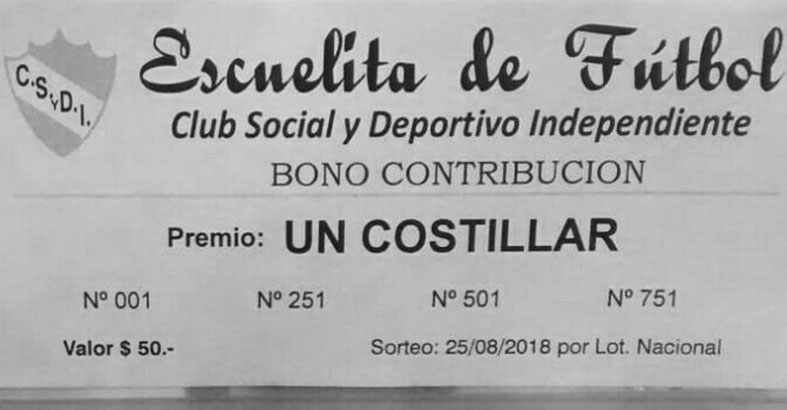 C.S.yD.I.
Escuelita de Fútbol
Club Social y Deportivo Independiente
BONO CONTRIBUCION
Premio: UN COSTILLAR
Nº 001 Nº 251 Nº 501 Nº 751
Valor $ 50.- Sorteo: 25/08/2018 por Lot. Nacional